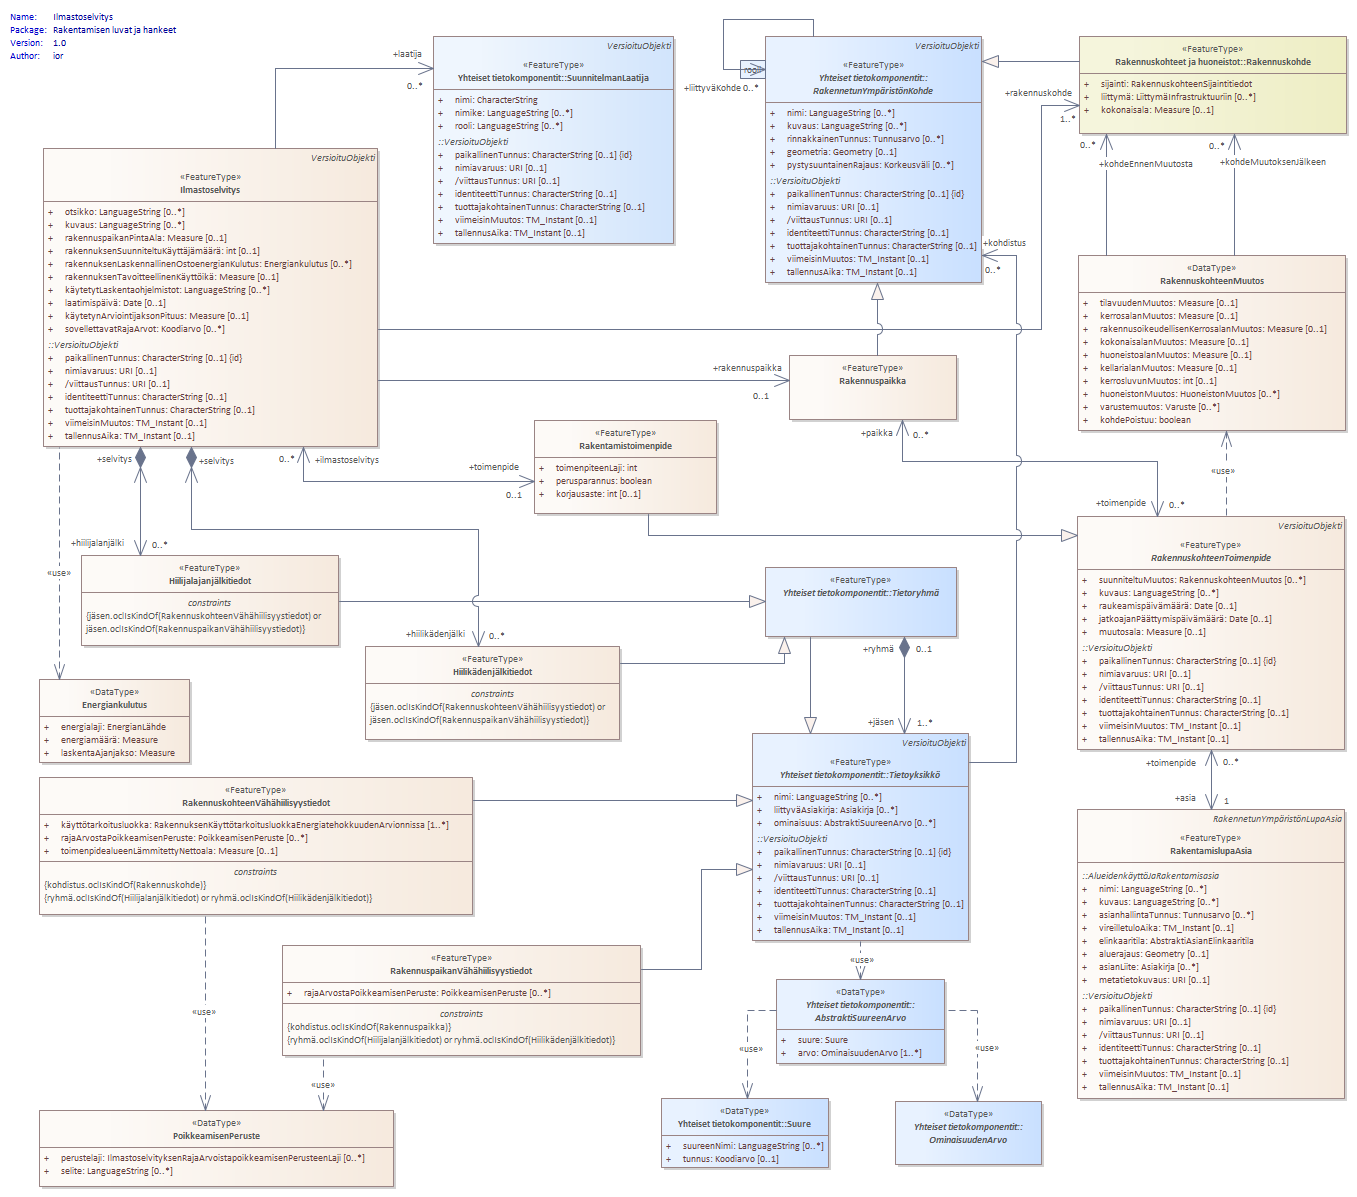 Name: Ilmastoselvitys
Package: Rakentamisen luvat ja hankeet
Version: 1.0
Author: ior
+laatija
0..*
VersioituObjekti
«FeatureType»
Yhteiset tietokomponentit::SuunnitelmanLaatija
+ nimi: CharacterString
+ nimike: LanguageString [0..*]
+ rooli: LanguageString [0..*]
::VersioituObjekti
+ paikallinenTunnus: CharacterString [0..1] {id}
+ nimiavaruus: URI [0..1]
+ /viittausTunnus: URI [0..1]
+ identiteettiTunnus: CharacterString [0..1]
+ tuottajakohtainenTunnus: CharacterString [0..1]
+ viimeisinMuutos: TM_Instant [0..1]
+ tallennusAika: TM_Instant [0..1]
+liittyväKohde 0..*
VersioituObjekti
«FeatureType»
Yhteiset tietokomponentit::
RakennetunYmpäristönKohde
+ nimi: LanguageString [0..*]
+ kuvaus: LanguageString [0..*]
+ rinnakkainenTunnus: Tunnusarvo [0..*]
+ geometria: Geometry [0..1]
+ pystysuuntainenRajaus: Korkeusväli [0..*]
::VersioituObjekti
+ paikallinenTunnus: CharacterString [0..1] {id}
+ nimiavaruus: URI [0..1]
+ /viittausTunnus: URI [0..1]
+ identiteettiTunnus: CharacterString [0..1]
+ tuottajakohtainenTunnus: CharacterString [0..1]
+ viimeisinMuutos: TM_Instant [0..1]
+ tallennusAika: TM_Instant [0..1]
+kohdistus
0..*
«FeatureType»
Rakennuskohteet ja huoneistot::Rakennuskohde
+ sijainti: RakennuskohteenSijaintitiedot
+ liittymä: LiittymäInfrastruktuuriin [0..*]
+ kokonaisala: Measure [0..1]
+rakennuskohde
1..*
0..*
+kohdeEnnenMuutosta
0..*
+kohdeMuutoksenJälkeen
VersioituObjekti
«FeatureType»
Ilmastoselvitys
+ otsikko: LanguageString [0..*]
+ kuvaus: LanguageString [0..*]
+ rakennuspaikanPintaAla: Measure [0..1]
+ rakennuksenSuunniteltuKäyttäjämäärä: int [0..1]
+ rakennuksenLaskennallinenOstoenergianKulutus: Energiankulutus [0..*]
+ rakennuksenTavoitteellinenKäyttöikä: Measure [0..1]
+ käytetytLaskentaohjelmistot: LanguageString [0..*]
+ laatimispäivä: Date [0..1]
+ käytetynArviointijaksonPituus: Measure [0..1]
+ sovellettavatRajaArvot: Koodiarvo [0..*]
::VersioituObjekti
+ paikallinenTunnus: CharacterString [0..1] {id}
+ nimiavaruus: URI [0..1]
+ /viittausTunnus: URI [0..1]
+ identiteettiTunnus: CharacterString [0..1]
+ tuottajakohtainenTunnus: CharacterString [0..1]
+ viimeisinMuutos: TM_Instant [0..1]
+ tallennusAika: TM_Instant [0..1]
«DataType»
RakennuskohteenMuutos
+ tilavuudenMuutos: Measure [0..1]
+ kerrosalanMuutos: Measure [0..1]
+ rakennusoikeudellisenKerrosalanMuutos: Measure [0..1]
+ kokonaisalanMuutos: Measure [0..1]
+ huoneistoalanMuutos: Measure [0..1]
+ kellarialanMuutos: Measure [0..1]
+ kerrosluvunMuutos: int [0..1]
+ huoneistonMuutos: HuoneistonMuutos [0..*]
+ varustemuutos: Varuste [0..*]
+ kohdePoistuu: boolean
+rakennuspaikka
0..1
«FeatureType»
Rakennuspaikka
+paikka
0..*
«use»
+toimenpide
0..*
+selvitys
+selvitys
0..*
+ilmastoselvitys
+toimenpide
0..1
«FeatureType»
Rakentamistoimenpide
+ toimenpiteenLaji: int
+ perusparannus: boolean
+ korjausaste: int [0..1]
+hiilijalanjälki
0..*
«use»
«FeatureType»
Hiilijalajanjälkitiedot
constraints
{jäsen.oclIsKindOf(RakennuskohteenVähähiilisyystiedot) or
jäsen.oclIsKindOf(RakennuspaikanVähähiilisyystiedot)}
+hiilikädenjälki
0..*
«FeatureType»
Hiilikädenjälkitiedot
constraints
{jäsen.oclIsKindOf(RakennuskohteenVähähiilisyystiedot) or
jäsen.oclIsKindOf(RakennuspaikanVähähiilisyystiedot)}
«FeatureType»
Yhteiset tietokomponentit::Tietoryhmä
+ryhmä
0..1
+jäsen
1..*
VersioituObjekti
«FeatureType»
RakennuskohteenToimenpide
+ suunniteltuMuutos: RakennuskohteenMuutos [0..*]
+ kuvaus: LanguageString [0..*]
+ raukeamispäivämäärä: Date [0..1]
+ jatkoajanPäättymispäivämäärä: Date [0..1]
+ muutosala: Measure [0..1]
::VersioituObjekti
+ paikallinenTunnus: CharacterString [0..1] {id}
+ nimiavaruus: URI [0..1]
+ /viittausTunnus: URI [0..1]
+ identiteettiTunnus: CharacterString [0..1]
+ tuottajakohtainenTunnus: CharacterString [0..1]
+ viimeisinMuutos: TM_Instant [0..1]
+ tallennusAika: TM_Instant [0..1]
+toimenpide
0..*
+asia
1
«DataType»
Energiankulutus
+ energialaji: EnergianLähde
+ energiamäärä: Measure
+ laskentaAjanjakso: Measure
VersioituObjekti
«FeatureType»
Yhteiset tietokomponentit::Tietoyksikkö
+ nimi: LanguageString [0..*]
+ liittyväAsiakirja: Asiakirja [0..*]
+ ominaisuus: AbstraktiSuureenArvo [0..*]
::VersioituObjekti
+ paikallinenTunnus: CharacterString [0..1] {id}
+ nimiavaruus: URI [0..1]
+ /viittausTunnus: URI [0..1]
+ identiteettiTunnus: CharacterString [0..1]
+ tuottajakohtainenTunnus: CharacterString [0..1]
+ viimeisinMuutos: TM_Instant [0..1]
+ tallennusAika: TM_Instant [0..1]
«FeatureType»
RakennuskohteenVähähiilisyystiedot
+ käyttötarkoitusluokka: RakennuksenKäyttötarkoitusluokkaEnergiatehokkuudenArvionnissa [1..*]
+ rajaArvostaPoikkeamisenPeruste: PoikkeamisenPeruste [0..*]
+ toimenpidealueenLämmitettyNettoala: Measure [0..1]
constraints
{kohdistus.oclIsKindOf(Rakennuskohde)}
{ryhmä.oclIsKindOf(Hiilijalanjälkitiedot) or ryhmä.oclIsKindOf(Hiilikädenjälkitiedot)}
RakennetunYmpäristönLupaAsia
«FeatureType»
RakentamislupaAsia
::AlueidenkäyttöJaRakentamisasia
+ nimi: LanguageString [0..*]
+ kuvaus: LanguageString [0..*]
+ asianhallintaTunnus: Tunnusarvo [0..*]
+ vireilletuloAika: TM_Instant [0..1]
+ elinkaaritila: AbstraktiAsianElinkaaritila
+ aluerajaus: Geometry [0..1]
+ asianLiite: Asiakirja [0..*]
+ metatietokuvaus: URI [0..1]
::VersioituObjekti
+ paikallinenTunnus: CharacterString [0..1] {id}
+ nimiavaruus: URI [0..1]
+ /viittausTunnus: URI [0..1]
+ identiteettiTunnus: CharacterString [0..1]
+ tuottajakohtainenTunnus: CharacterString [0..1]
+ viimeisinMuutos: TM_Instant [0..1]
+ tallennusAika: TM_Instant [0..1]
«FeatureType»
RakennuspaikanVähähiilisyystiedot
+ rajaArvostaPoikkeamisenPeruste: PoikkeamisenPeruste [0..*]
constraints
{kohdistus.oclIsKindOf(Rakennuspaikka)}
{ryhmä.oclIsKindOf(Hiilijalanjälkitiedot) or ryhmä.oclIsKindOf(Hiilikädenjälkitiedot)}
«use»
«use»
«use»
«DataType»
Yhteiset tietokomponentit::
AbstraktiSuureenArvo
+ suure: Suure
+ arvo: OminaisuudenArvo [1..*]
«use»
«use»
«DataType»
PoikkeamisenPeruste
+ perustelaji: IlmastoselvityksenRajaArvoistapoikkeamisenPerusteenLaji [0..*]
+ selite: LanguageString [0..*]
«DataType»
Yhteiset tietokomponentit::Suure
+ suureenNimi: LanguageString [0..*]
+ tunnus: Koodiarvo [0..1]
«DataType»
Yhteiset tietokomponentit::
OminaisuudenArvo